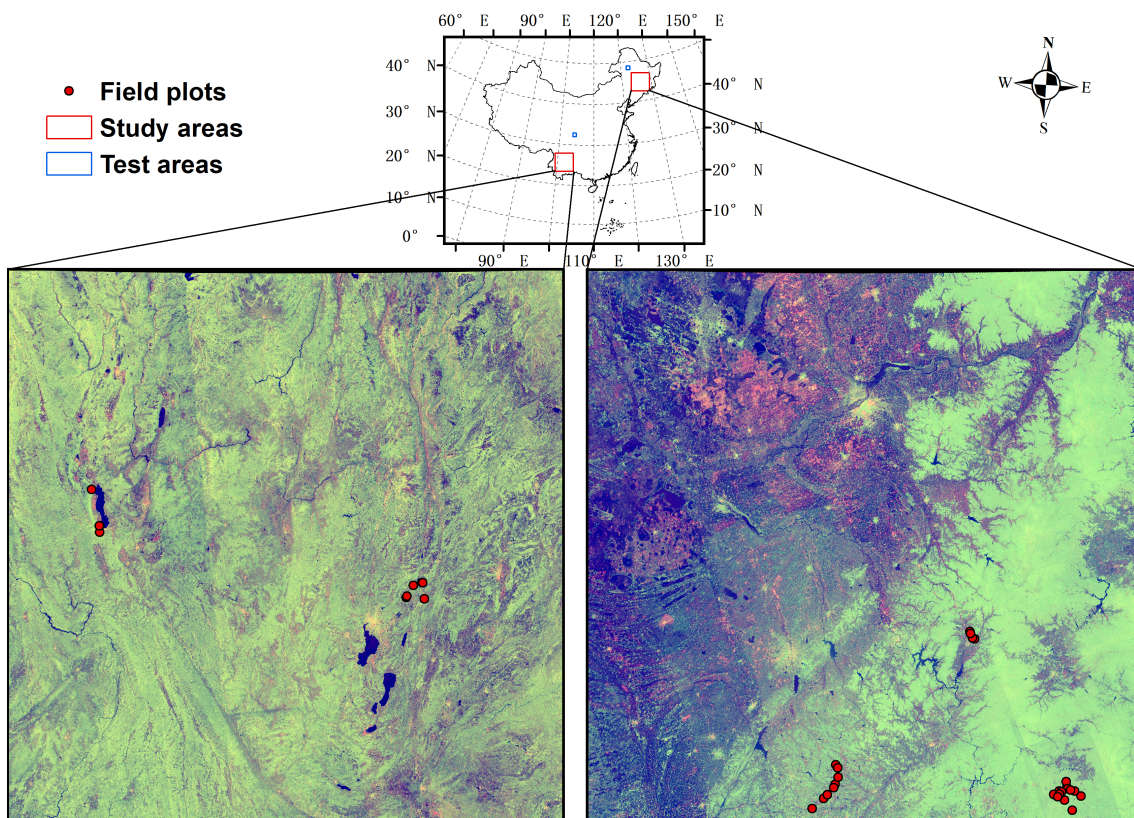 60° E 90° E 120° E 150° E
40° N
30° N
20° N
10° N
0°
40° N
30° N
20° N
10° N
90° E 110° E 130° E
Field plots
Study areas
Test areas
N
W E
S